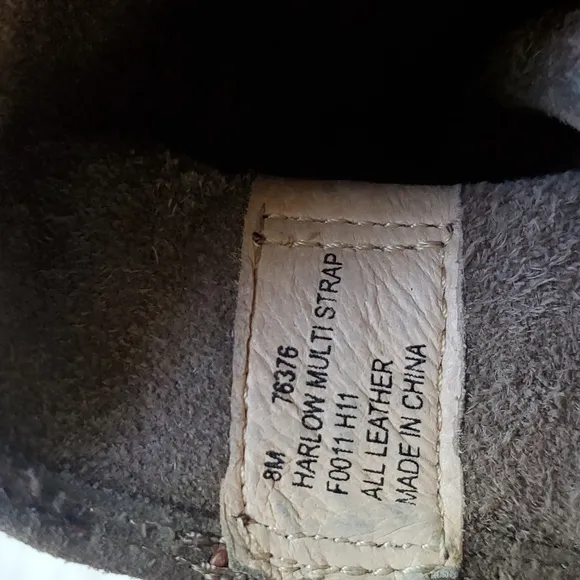 8M 76376
HARLOW MULTI STRAP
F0011 H11
ALL LEATHER
MADE IN CHINA